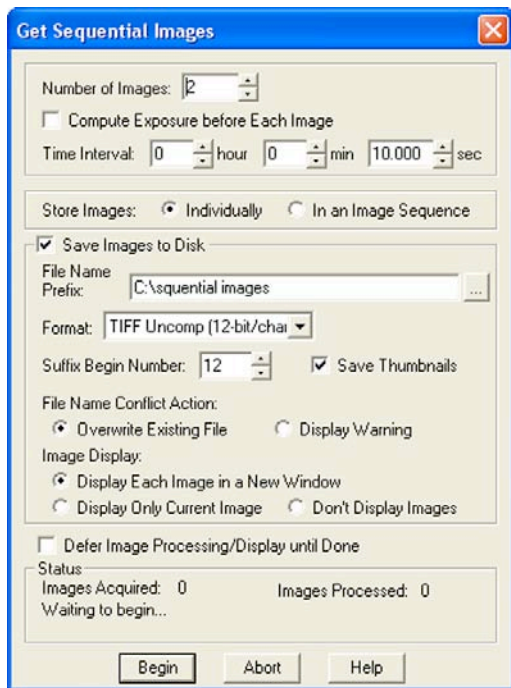 Get Sequential Images
Number of Images: 2
Compute Exposure before Each Image
Time Interval: 0 hour 0 min 10.000 sec
Store Images: Individually In an Image Sequence
Save Images to Disk
File Name
Prefix: C:\squential images ...
Format: TIFF Uncomp (12-bit/chai
Suffix Begin Number: 12 Save Thumbnails
File Name Conflict Action:
Overwrite Existing File Display Warning
Image Display:
Display Each Image in a New Window
Display Only Current Image Don't Display Images
Defer Image Processing/Display until Done
Status
Images Acquired: 0 Images Processed: 0
Waiting to begin...
Begin Abort Help